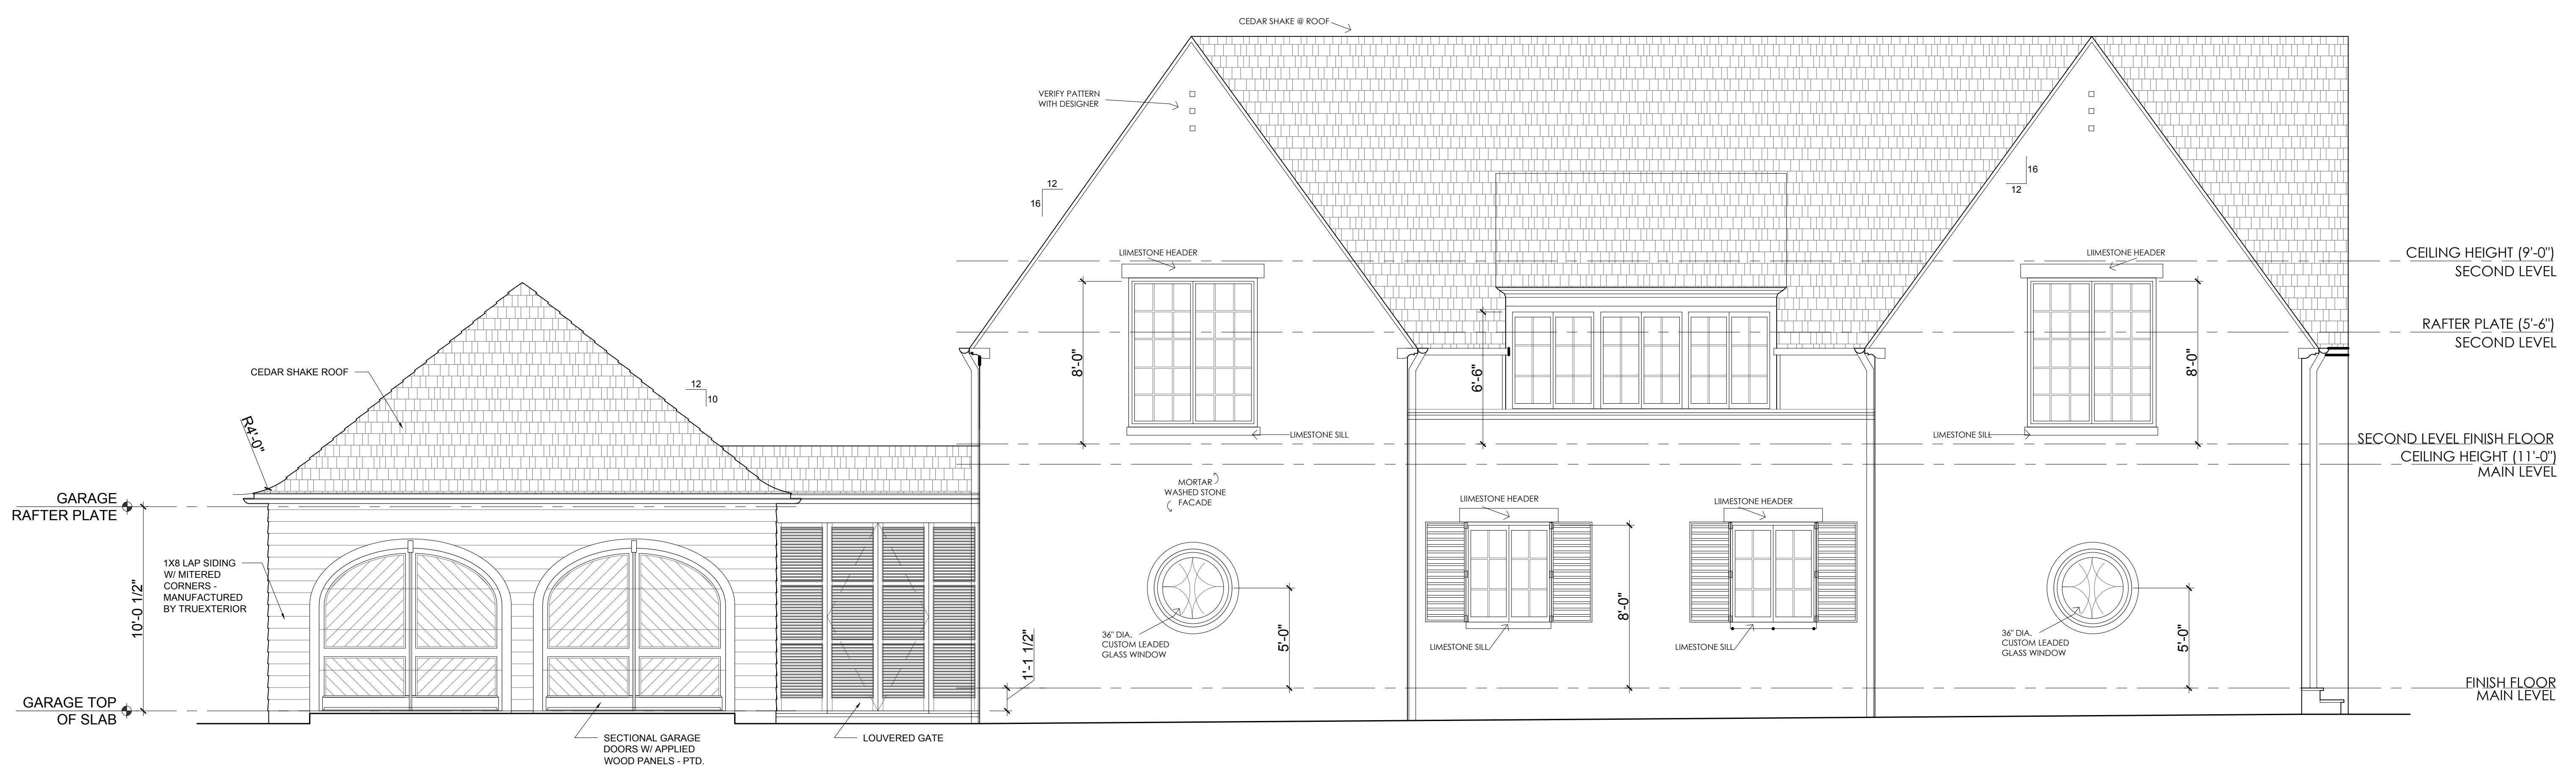 CEDAR SHAKE @ ROOF
VERIFY PATTERN
WITH DESIGNER
12
16
16
12
LIIMESTONE HEADER
LIIMESTONE HEADER
CEILING HEIGHT (9'-0")
SECOND LEVEL
RAFTER PLATE (5'-6")
SECOND LEVEL
8'-0"
6'-6"
8'-0"
CEDAR SHAKE ROOF
12
10
R4'-0"
LIMESTONE SILL
LIMESTONE SILL
SECOND LEVEL FINISH FLOOR
CEILING HEIGHT (11'-0")
MAIN LEVEL
MORTAR
WASHED STONE
FACADE
GARAGE
RAFTER PLATE
LIIMESTONE HEADER
LIIMESTONE HEADER
1X8 LAP SIDING
W/ MITERED
CORNERS -
MANUFACTURED
BY TRUEXTERIOR
10'-0 1/2"
1'-1 1/2"
36" DIA.
CUSTOM LEADED
GLASS WINDOW
5'-0"
LIMESTONE SILL
8'-0"
LIMESTONE SILL
36" DIA.
CUSTOM LEADED
GLASS WINDOW
5'-0"
FINISH FLOOR
MAIN LEVEL
GARAGE TOP
OF SLAB
SECTIONAL GARAGE
DOORS W/ APPLIED
WOOD PANELS - PTD.
LOUVERED GATE